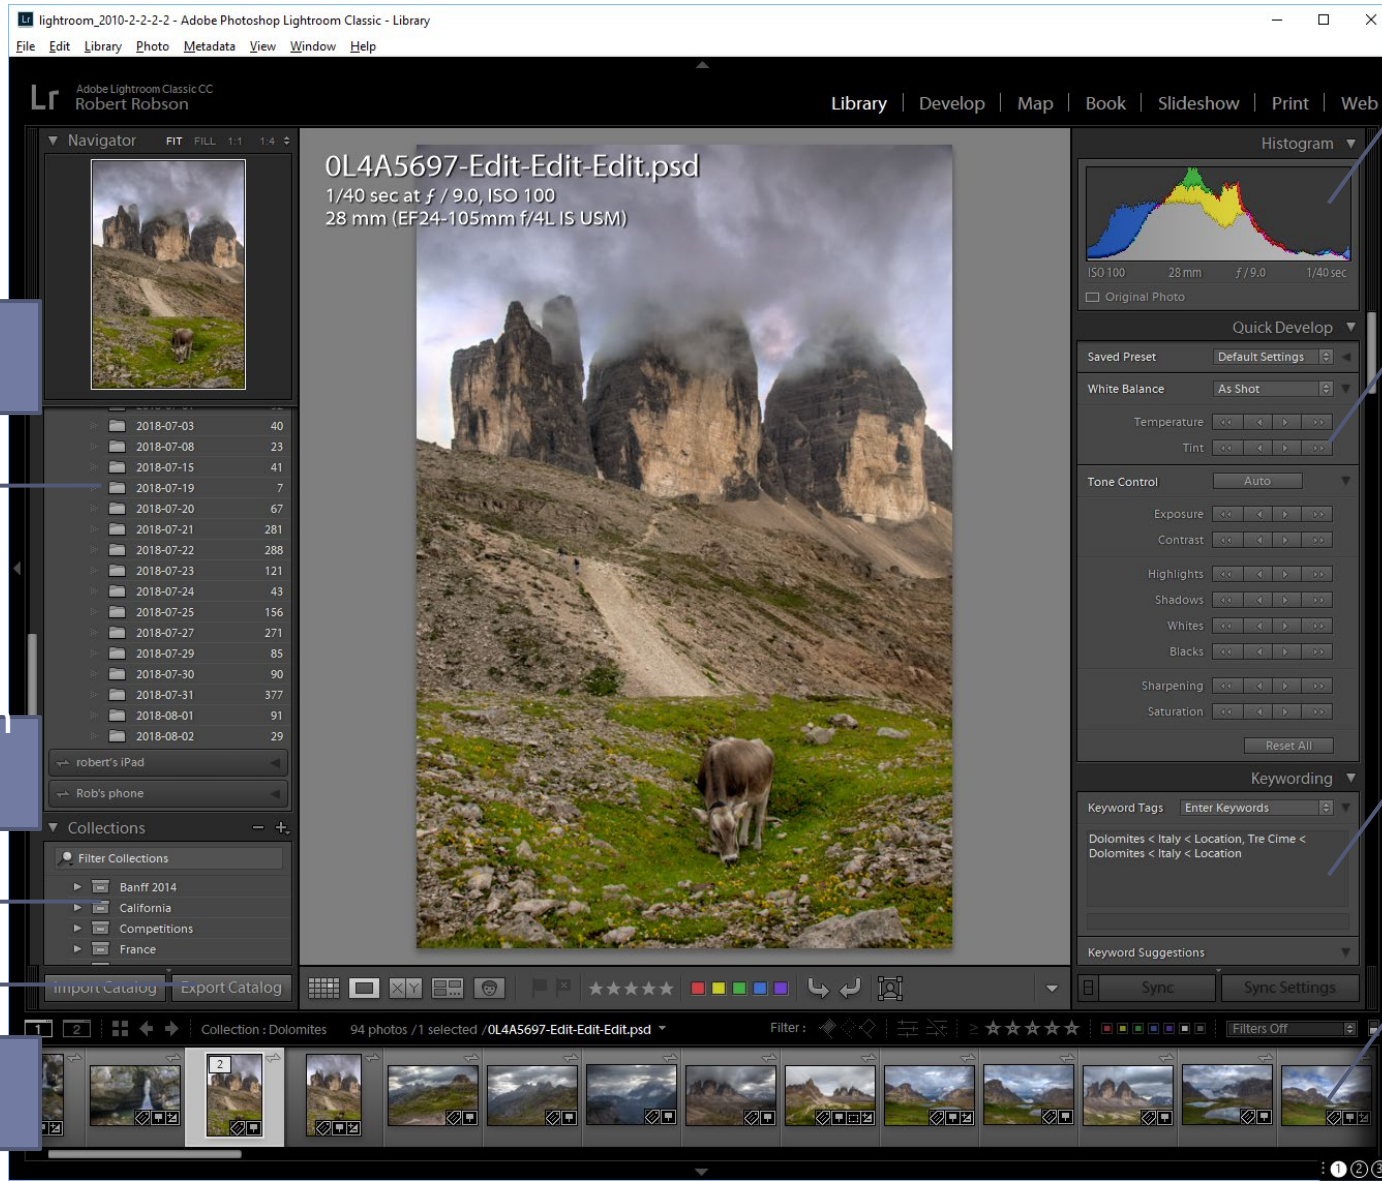 lightroom_2010-2-2-2-2 - Adobe Photoshop Lightroom Classic - Library
File Edit Library Photo Metadata View Window Help
Lr Adobe Lightroom Classic CC
Robert Robson
Library | Develop | Map | Book | Slideshow | Print | Web
Navigator FIT FILL 1:1 1:4
0L4A5697-Edit-Edit-Edit.psd
1/40 sec at ƒ / 9.0, ISO 100
28 mm (EF24-105mm f/4L IS USM)
2018-07-03 40
2018-07-08 23
2018-07-15 41
2018-07-19 7
2018-07-20 67
2018-07-21 281
2018-07-22 288
2018-07-23 121
2018-07-24 43
2018-07-25 156
2018-07-27 271
2018-07-29 85
2018-07-30 90
2018-07-31 377
2018-08-01 91
2018-08-02 29
robert's iPad
Rob's phone
Collections
Filter Collections
Banff 2014
California
Competitions
France
Import Catalog Export Catalog
Histogram
ISO 100 28 mm ƒ / 9.0 1/40 sec
Original Photo
Quick Develop
Saved Preset Default Settings
White Balance As Shot
Temperature
Tint
Tone Control Auto
Exposure
Contrast
Highlights
Shadows
Whites
Blacks
Sharpening
Saturation
Reset All
Keywording
Keyword Tags Enter Keywords
Dolomites < Italy < Location, Tre Cime <
Dolomites < Italy < Location
Keyword Suggestions
Sync Sync Settings
X Y
1 2 Collection : Dolomites 94 photos / 1 selected / 0L4A5697-Edit-Edit-Edit.psd Filter : ≥ Filters Off
2
1 2 3